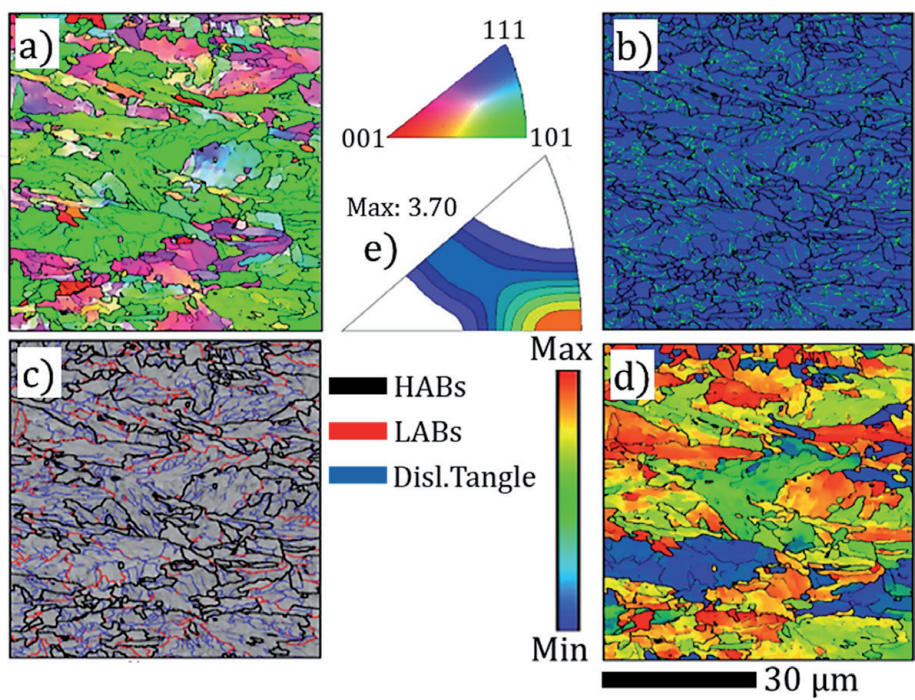 a)
111
001
101
b)
Max: 3.70
e)
c)
HABs
LABs
Disl.Tangle
Max
Min
d)
30 μm